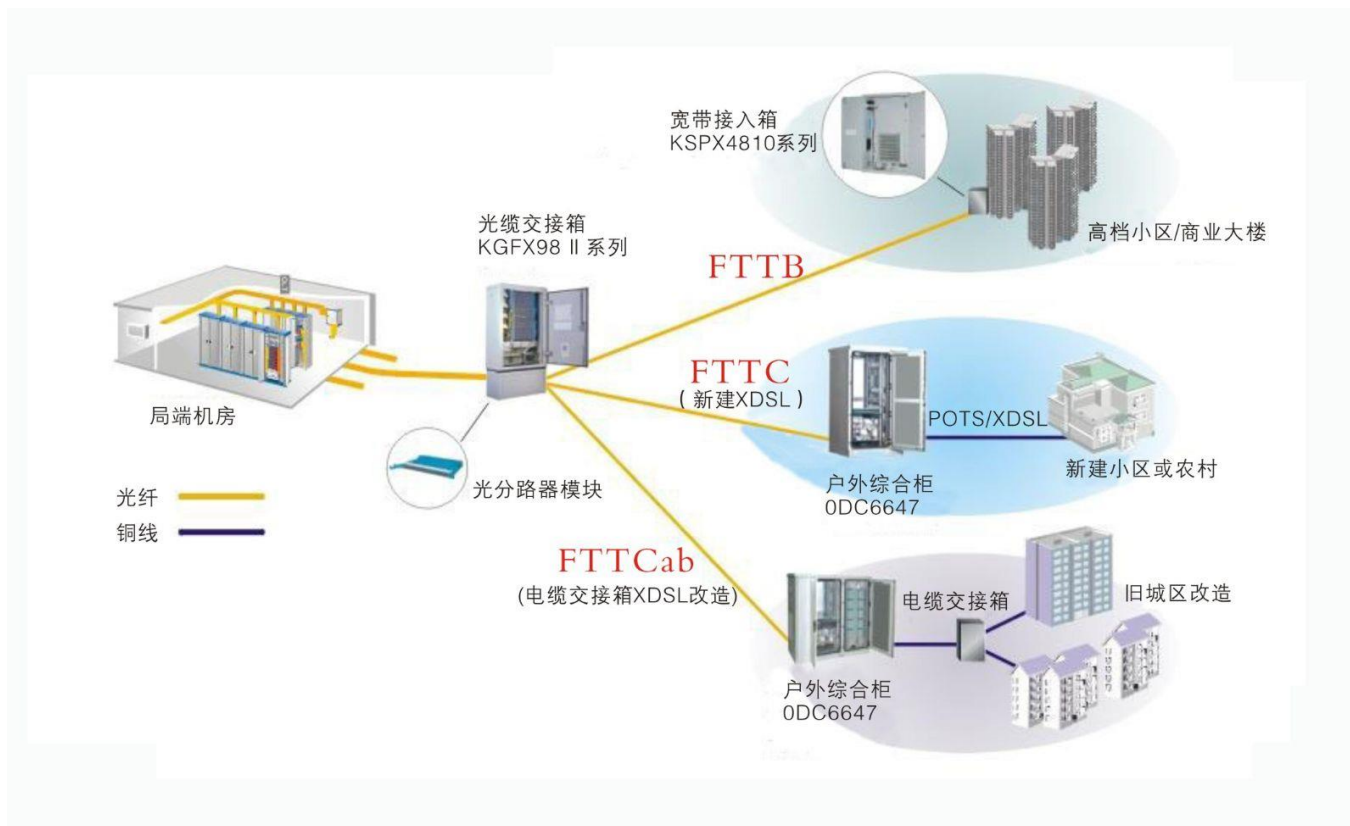 宽带接入箱
KSPX4810系列
光缆交接箱
KGFX98 Ⅱ 系列
高档小区/商业大楼
FTTB
局端机房
FTTC
(新建XDSL)
POTS/XDSL
新建小区或农村
光分路器模块
户外综合柜
0DC6647
光纤
铜线
FTTCab
(电缆交接箱XDSL改造)
电缆交接箱
旧城区改造
户外综合柜
0DC6647